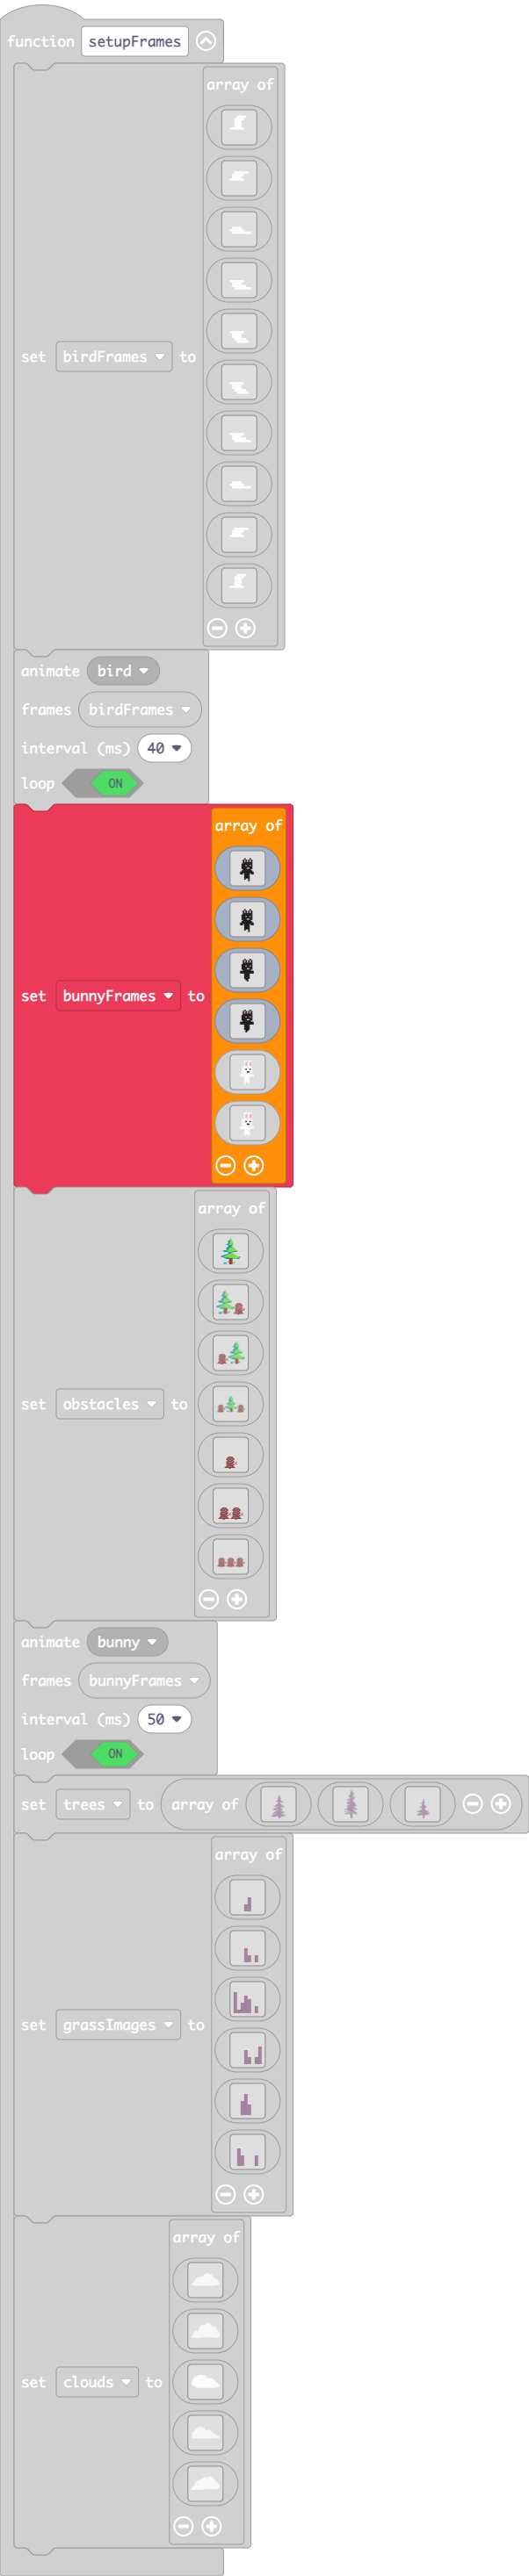 function setupFrames
array of
set birdFrames to
animate bird
frames birdFrames
interval (ms) 40
loop ON
array of
set bunnyFrames to
array of
set obstacles to
animate bunny
frames bunnyFrames
interval (ms) 50
loop ON
set trees to array of
array of
set grassImages to
array of
set clouds to